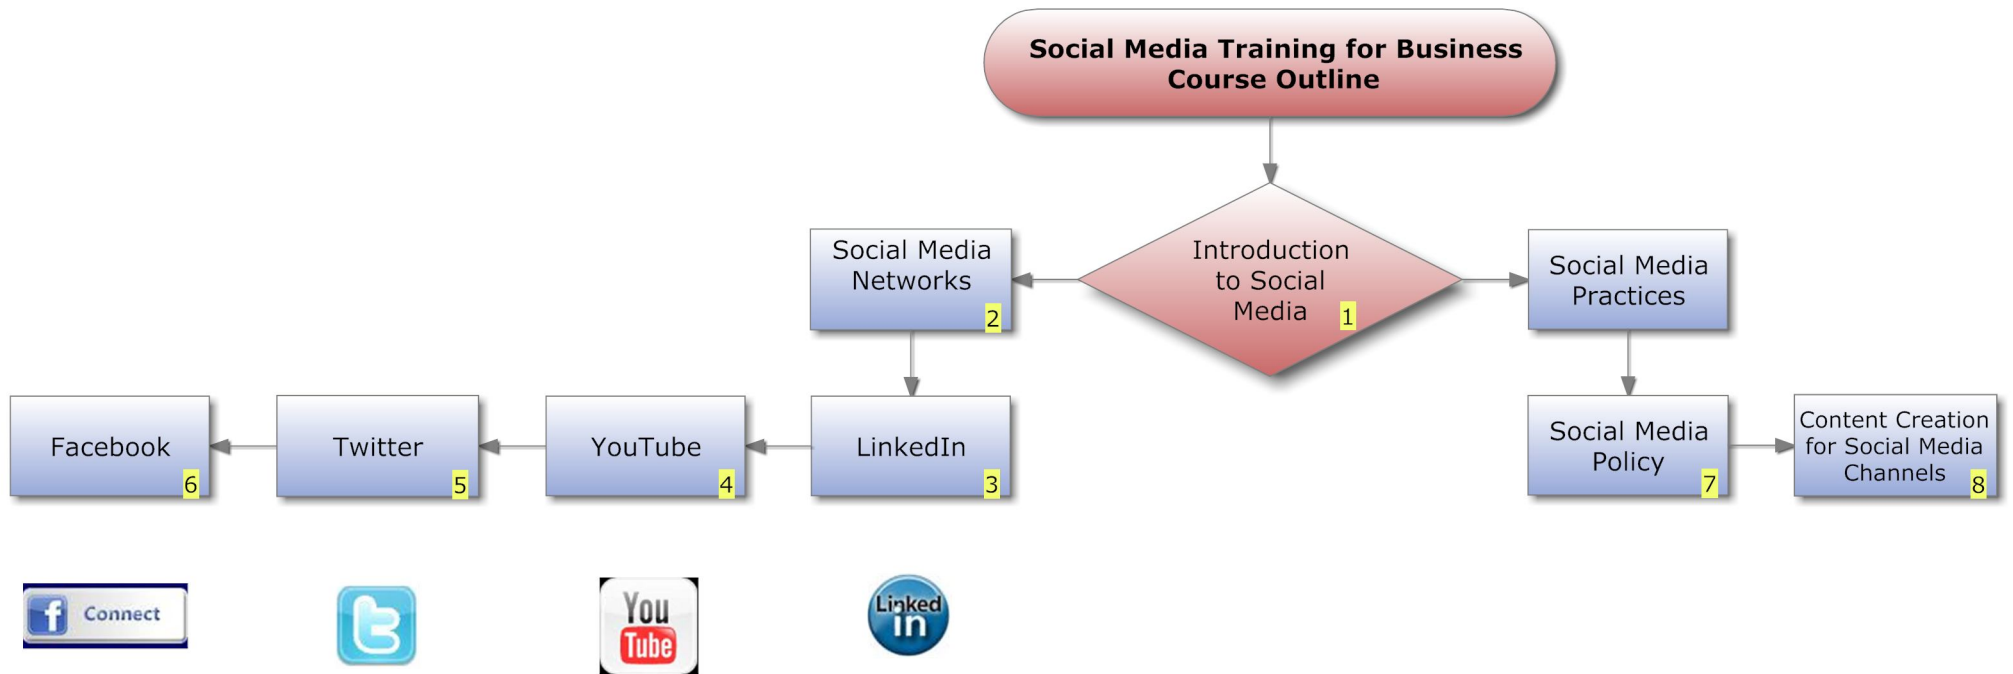 Social Media Training for Business
Course Outline
Introduction
to Social
Media
1
Social Media
Networks
2
Social Media
Practices
Facebook
6
Twitter
5
YouTube
4
LinkedIn
3
Social Media
Policy
7
Content Creation
for Social Media
Channels
8
f Connect
t
You
Tube
Linked
in